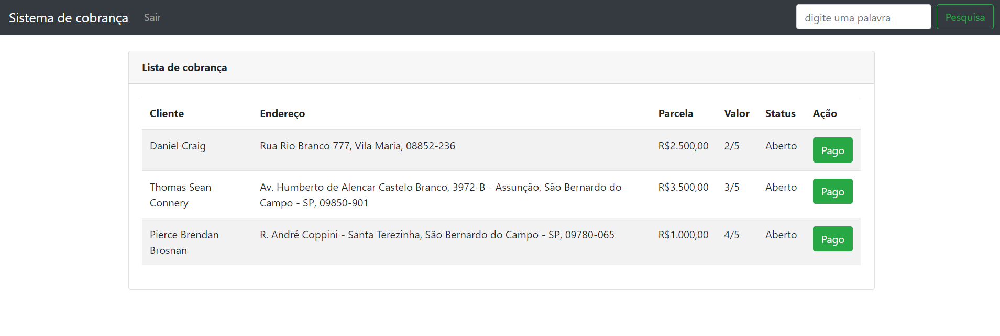 Sistema de cobrança Sair digite uma palavra Pesquisa
Lista de cobrança
Cliente Endereço Parcela Valor Status Ação
Daniel Craig Rua Rio Branco 777, Vila Maria, 08852-236 R$2.500,00 2/5 Aberto Pago
Thomas Sean Av. Humberto de Alencar Castelo Branco, 3972-B - Assunção, São Bernardo do R$3.500,00 3/5 Aberto Pago
Connery Campo - SP, 09850-901
Pierce Brendan R. André Coppini - Santa Terezinha, São Bernardo do Campo - SP, 09780-065 R$1.000,00 4/5 Aberto Pago
Brosnan